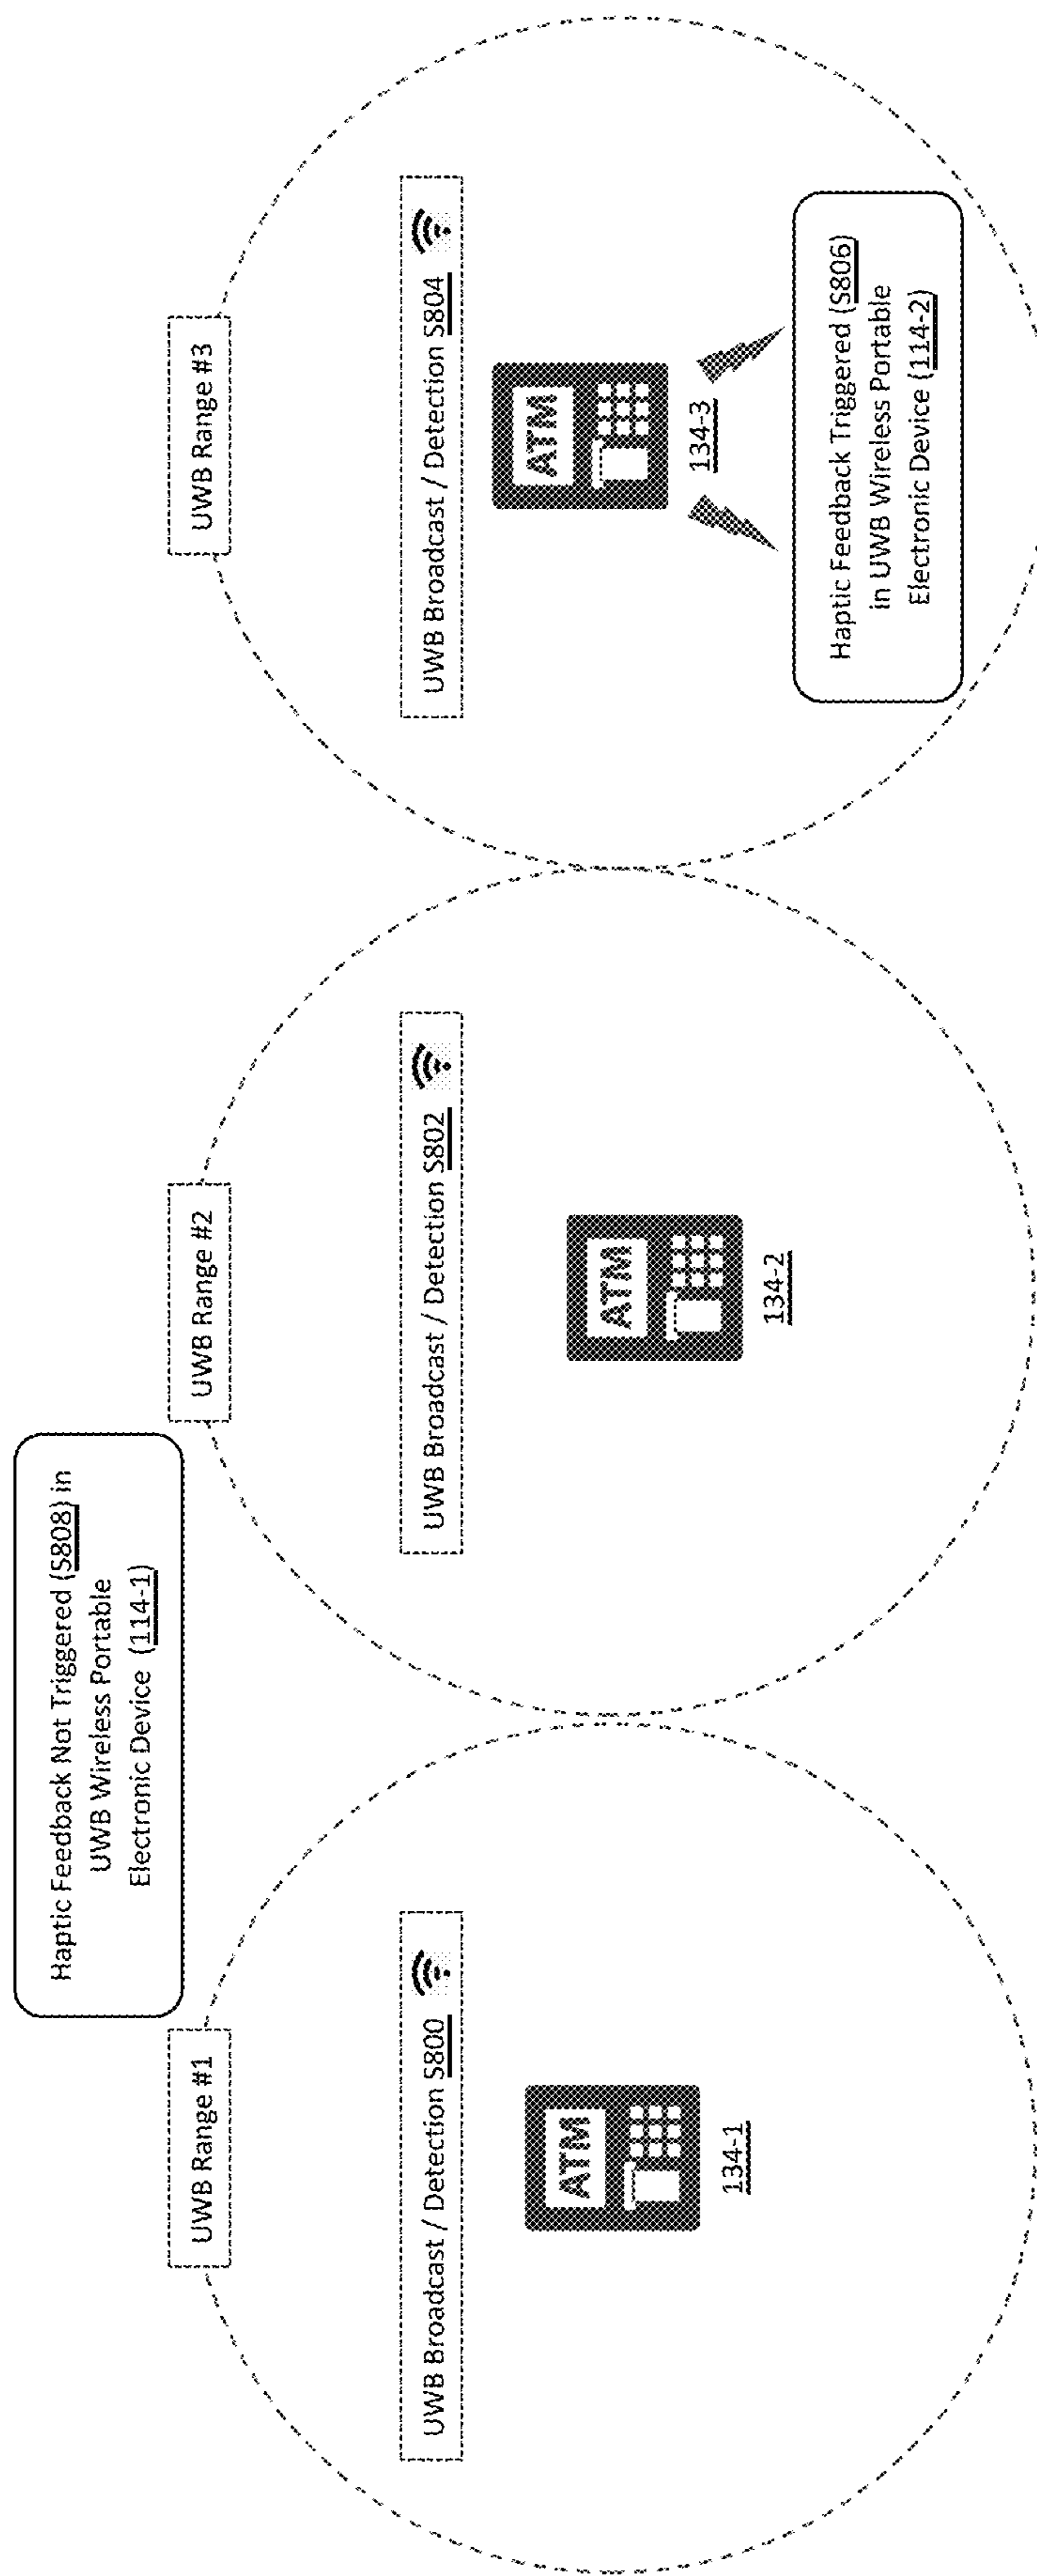 Haptic Feedback Not Triggered (S808) in
UWB Wireless Portable
Electronic Device (114-1)
UWB Range #1
UWB Broadcast / Detection S800
ATM
134-1
UWB Range #2
UWB Broadcast / Detection S802
ATM
134-2
UWB Range #3
UWB Broadcast / Detection S804
ATM
134-3
Haptic Feedback Triggered (S806)
in UWB Wireless Portable
Electronic Device (114-2)